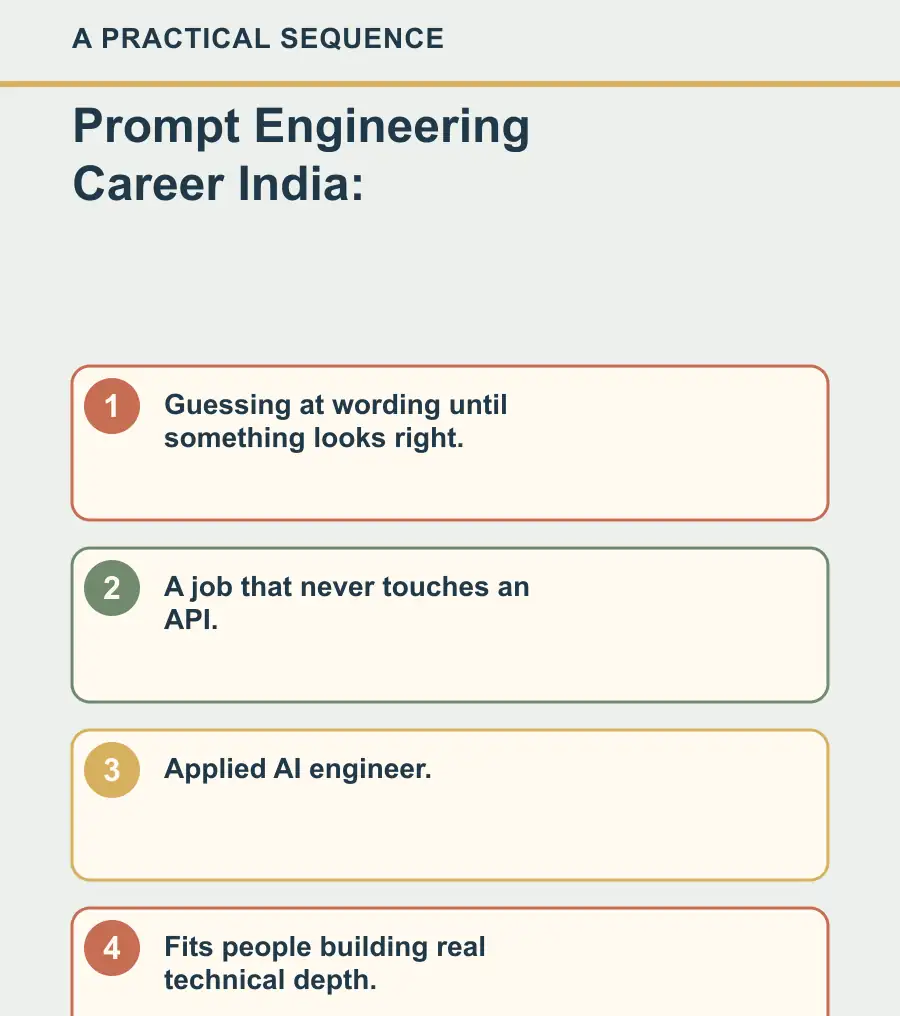 A PRACTICAL SEQUENCE
Prompt Engineering
Career India:
1
Guessing at wording until
something looks right.
2
A job that never touches an
API.
3
Applied AI engineer.
4
Fits people building real
technical depth.